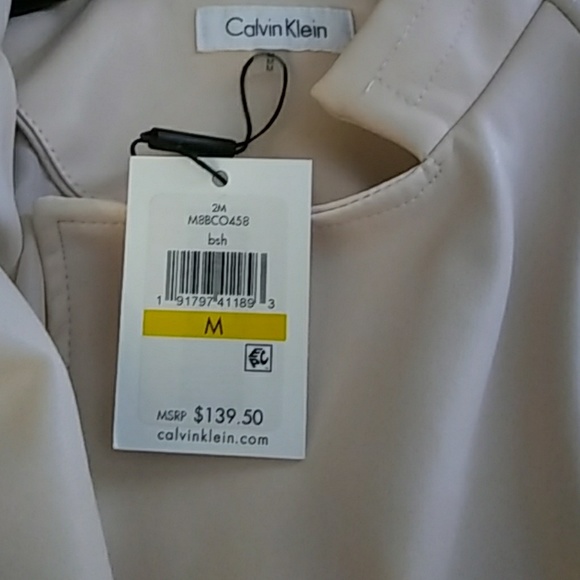 Calvin Klein
2M
M8BCO458
bsh
1 91797 41189 3
M
MSRP $139.50
calvinklein.com